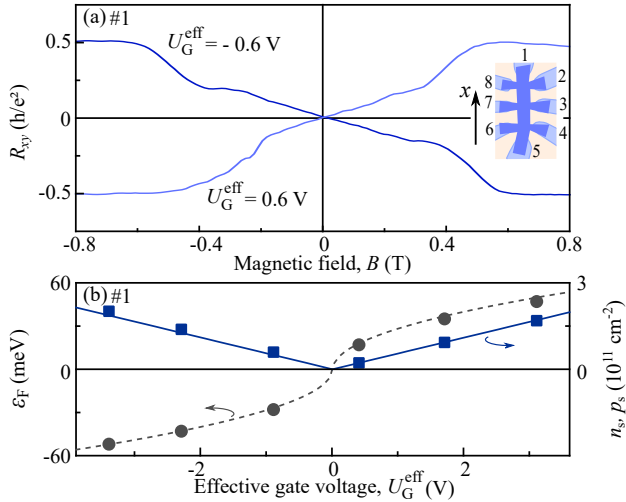 (a) #1
U_G^eff = - 0.6 V
U_G^eff = 0.6 V
R_xy (h/e²)
0.5
0
-0.5
-0.8
-0.4
0
0.4
0.8
Magnetic field, B (T)
x
1
2
3
4
5
6
7
8
(b) #1
ε_F (meV)
60
0
-60
n_s, p_s (10^11 cm^-2)
3
0
-2
0
2
Effective gate voltage, U_G^eff (V)